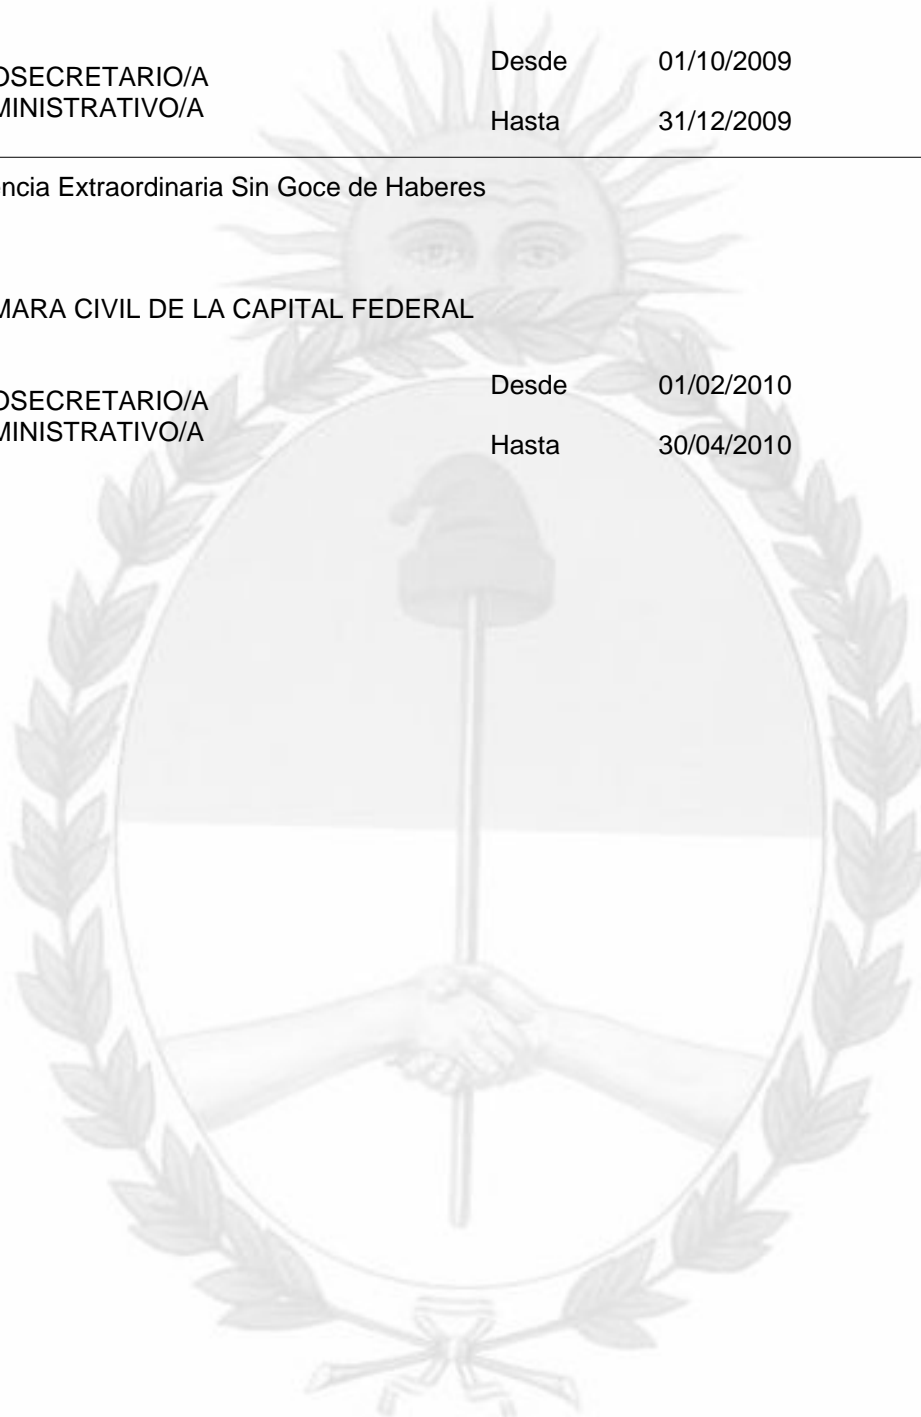 OSECRETARIO/A
MINISTRATIVO/A
Desde 01/10/2009
Hasta 31/12/2009
encia Extraordinaria Sin Goce de Haberes
MARA CIVIL DE LA CAPITAL FEDERAL
OSECRETARIO/A
MINISTRATIVO/A
Desde 01/02/2010
Hasta 30/04/2010